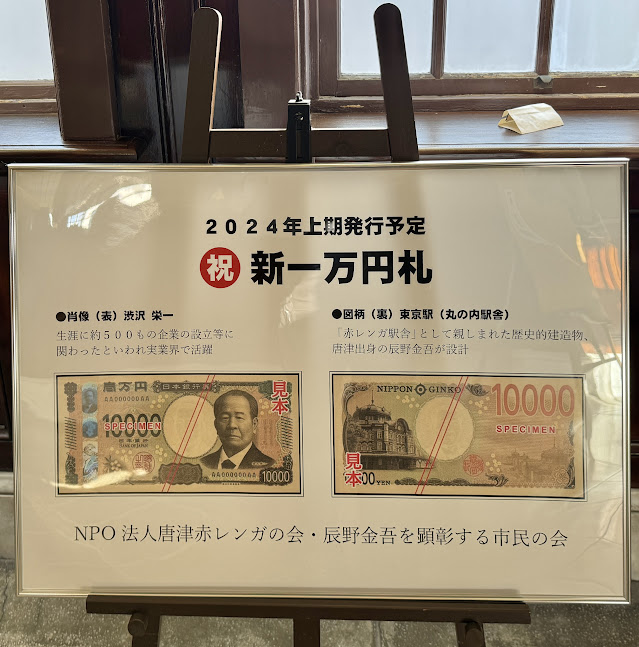 2024年上期発行予定
祝 新一万円札
●肖像（表）渋沢 栄一
生涯に約500もの企業の設立等に
関わったといわれ実業界で活躍
●図柄（裏）東京駅（丸の内駅舎）
「赤レンガ駅舎」として親しまれた歴史的建造物、
唐津出身の辰野金吾が設計
壱万円 日本銀行券
AA000000AA
10000
SPECIMEN
見本
AA000000AA
10000
NIPPON GINKO
10000
SPECIMEN
見本
00 YEN
NPO法人唐津赤レンガの会・辰野金吾を顕彰する市民の会